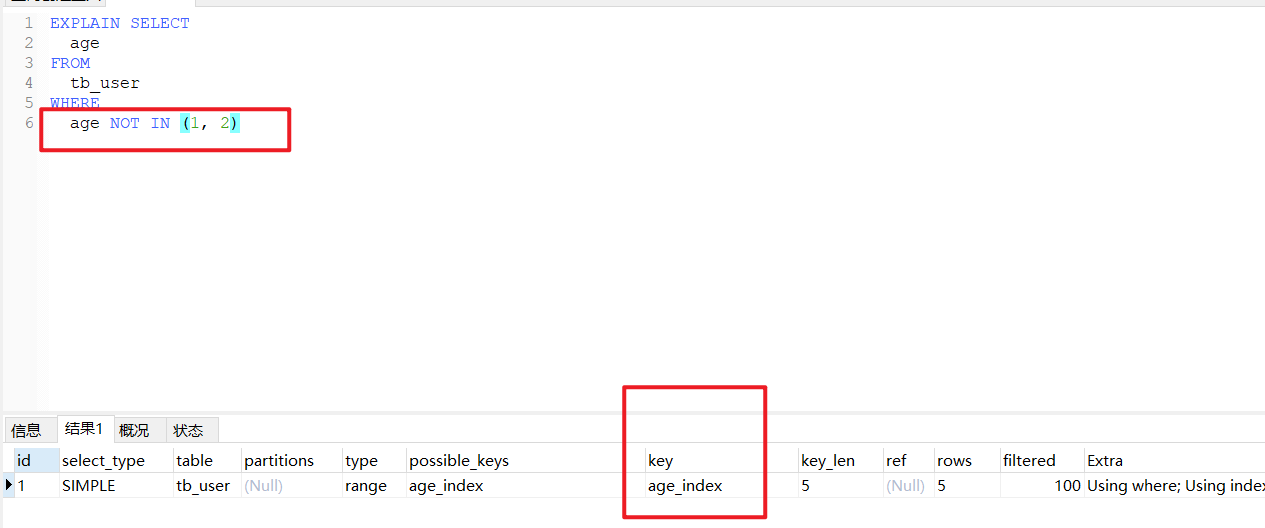 1 EXPLAIN SELECT
2 age
3 FROM
4 tb_user
5 WHERE
6 age NOT IN (1, 2)
信息 结果1 概况 状态
id select_type table partitions type possible_keys key key_len ref rows filtered Extra
1 SIMPLE tb_user (Null) range age_index age_index 5 (Null) 5 100 Using where; Using index